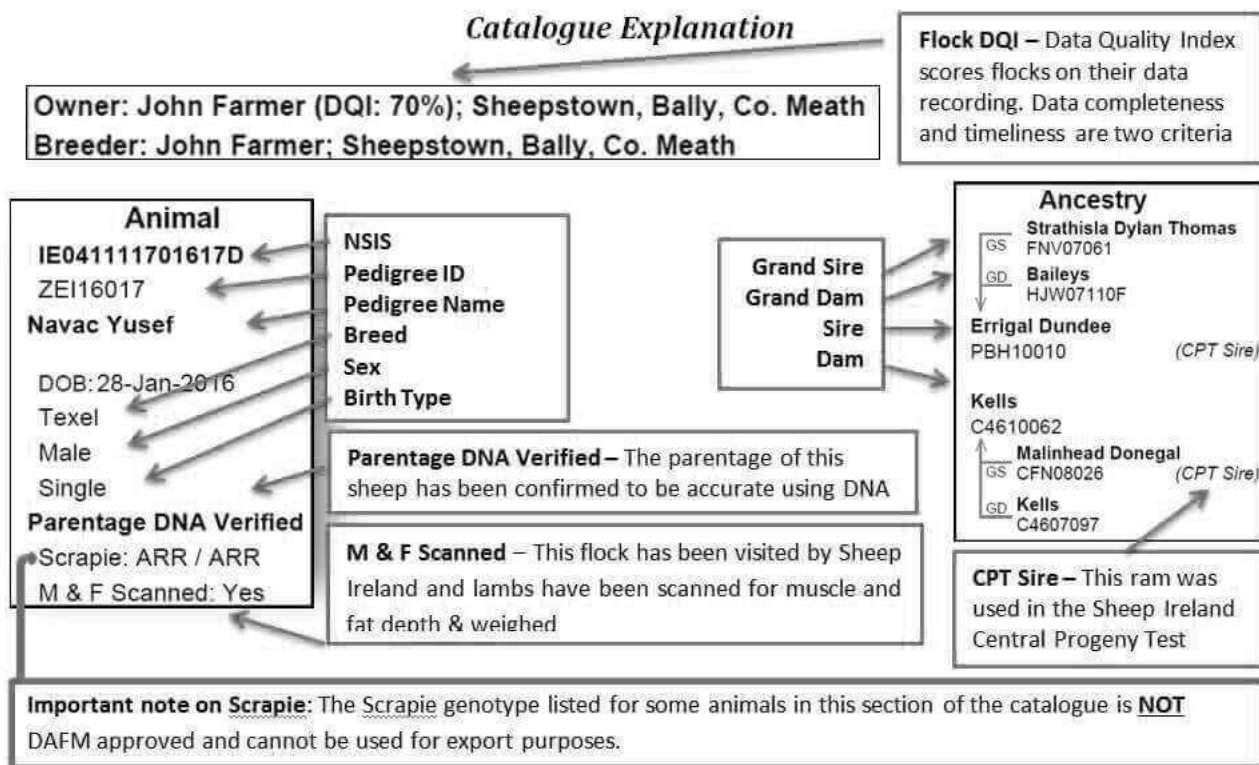 Catalogue Explanation
Flock DQI – Data Quality Index
scores flocks on their data
recording. Data completeness
and timeliness are two criteria
Owner: John Farmer (DQI: 70%); Sheepstown, Bally, Co. Meath
Breeder: John Farmer; Sheepstown, Bally, Co. Meath
Animal
IE041111701617D
ZEI16017
Navac Yusef
DOB: 28-Jan-2016
Texel
Male
Single
Parentage DNA Verified
Scrapie: ARR / ARR
M & F Scanned: Yes
NSIS
Pedigree ID
Pedigree Name
Breed
Sex
Birth Type
Grand Sire
Grand Dam
Sire
Dam
Ancestry
Strathisla Dylan Thomas
GS FNV07061
GD Baileys
HJW07110F
Errigal Dundee
PBH10010 (CPT Sire)
Kells
C4610062
Malinhead Donegal
GS CFN08026 (CPT Sire)
GD Kells
C4607097
Parentage DNA Verified – The parentage of this
sheep has been confirmed to be accurate using DNA
M & F Scanned – This flock has been visited by Sheep
Ireland and lambs have been scanned for muscle and
fat depth & weighed
CPT Sire – This ram was
used in the Sheep Ireland
Central Progeny Test
Important note on Scrapie: The Scrapie genotype listed for some animals in this section of the catalogue is NOT
DAFM approved and cannot be used for export purposes.